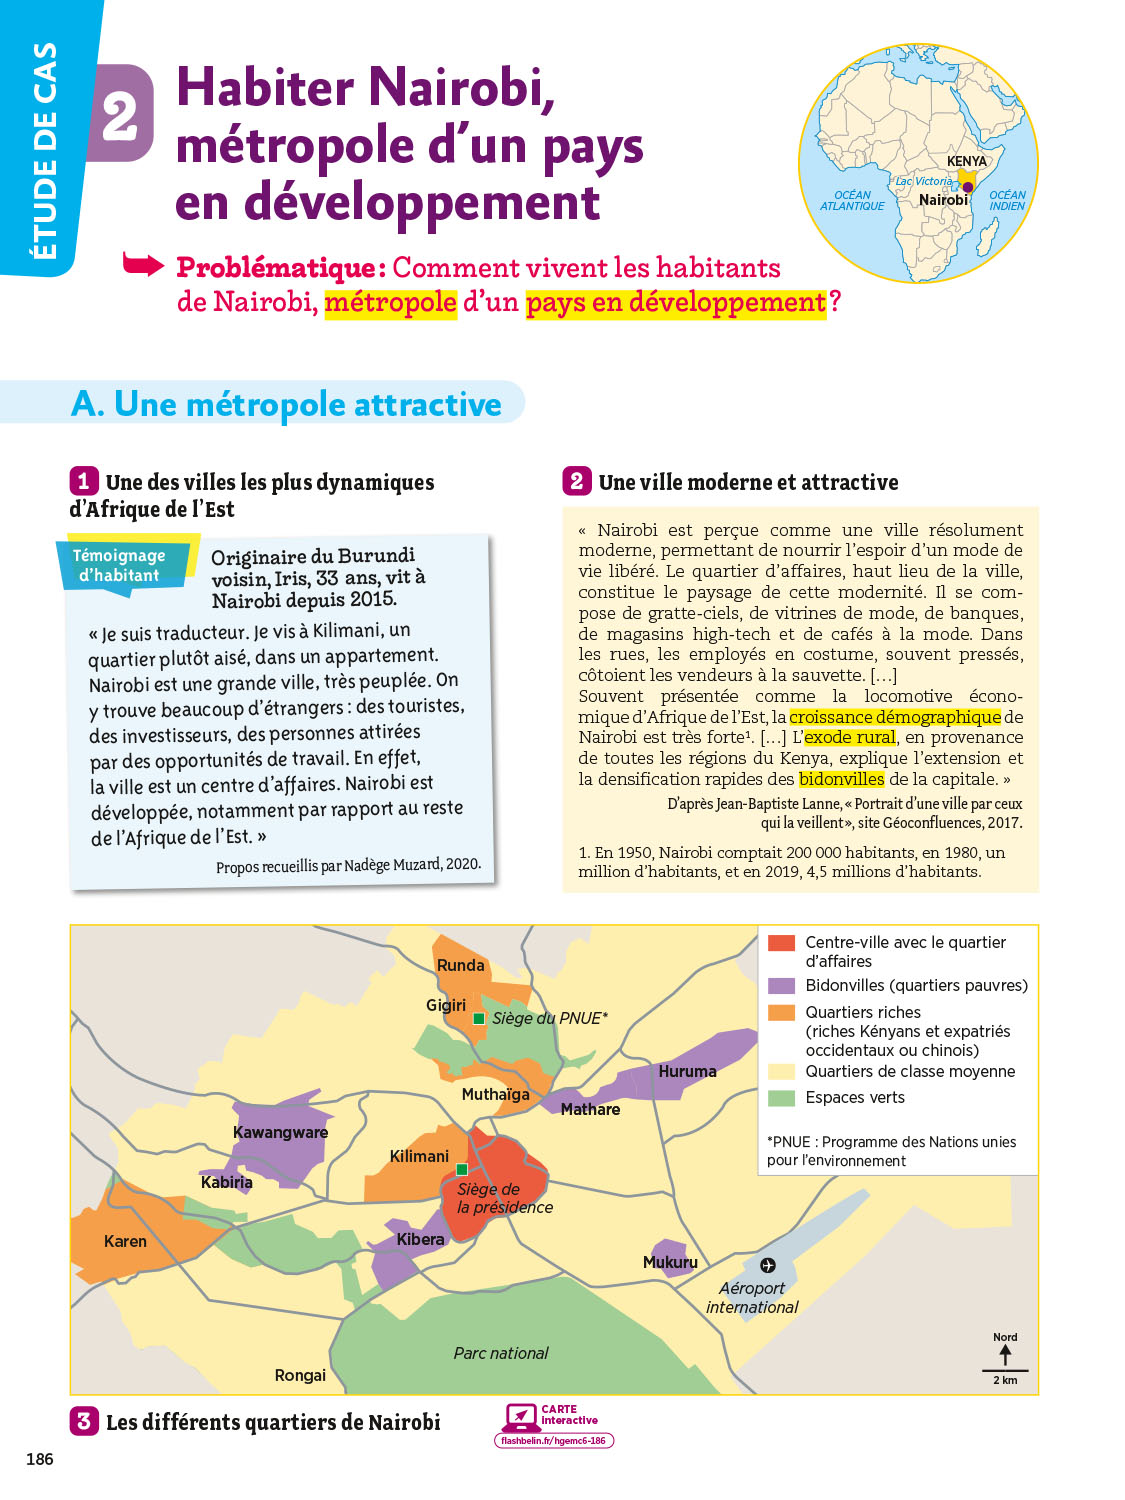 ÉTUDE DE CAS
2
Habiter Nairobi,
métropole d’un pays
en développement
Problématique : Comment vivent les habitants
de Nairobi, métropole d’un pays en développement ?
KENYA
Lac Victoria
Nairobi
OCÉAN
ATLANTIQUE
OCÉAN
INDIEN
A. Une métropole attractive
1 Une des villes les plus dynamiques
d’Afrique de l’Est
Témoignage
d’habitant
Originaire du Burundi
voisin, Iris, 33 ans, vit à
Nairobi depuis 2015.
« Je suis traducteur. Je vis à Kilimani, un
quartier plutôt aisé, dans un appartement.
Nairobi est une grande ville, très peuplée. On
y trouve beaucoup d’étrangers : des touristes,
des investisseurs, des personnes attirées
par des opportunités de travail. En effet,
la ville est un centre d’affaires. Nairobi est
développée, notamment par rapport au reste
de l’Afrique de l’Est. »
Propos recueillis par Nadège Muzard, 2020.
2 Une ville moderne et attractive
« Nairobi est perçue comme une ville résolument
moderne, permettant de nourrir l’espoir d’un mode de
vie libéré. Le quartier d’affaires, haut lieu de la ville,
constitue le paysage de cette modernité. Il se com-
pose de gratte-ciels, de vitrines de mode, de banques,
de magasins high-tech et de cafés à la mode. Dans
les rues, les employés en costume, souvent pressés,
côtoient les vendeurs à la sauvette. […]
Souvent présentée comme la locomotive écono-
mique d’Afrique de l’Est, la croissance démographique de
Nairobi est très forte¹. […] L’exode rural, en provenance
de toutes les régions du Kenya, explique l’extension et
la densification rapides des bidonvilles de la capitale. »
D’après Jean-Baptiste Lanne, « Portrait d’une ville par ceux
qui la veillent », site Géoconfluences, 2017.
1. En 1950, Nairobi comptait 200 000 habitants, en 1980, un
million d’habitants, et en 2019, 4,5 millions d’habitants.
Runda
Gigiri
Siège du PNUE*
Muthaïga
Huruma
Mathare
Kawangware
Kilimani
Kabiria
Siège de
la présidence
Karen
Kibera
Mukuru
Aéroport
international
Parc national
Rongai
Centre-ville avec le quartier
d’affaires
Bidonvilles (quartiers pauvres)
Quartiers riches
(riches Kényans et expatriés
occidentaux ou chinois)
Quartiers de classe moyenne
Espaces verts
*PNUE : Programme des Nations unies
pour l’environnement
Nord
2 km
3 Les différents quartiers de Nairobi
CARTE
interactive
flashbelin.fr/hgemc6-186
186